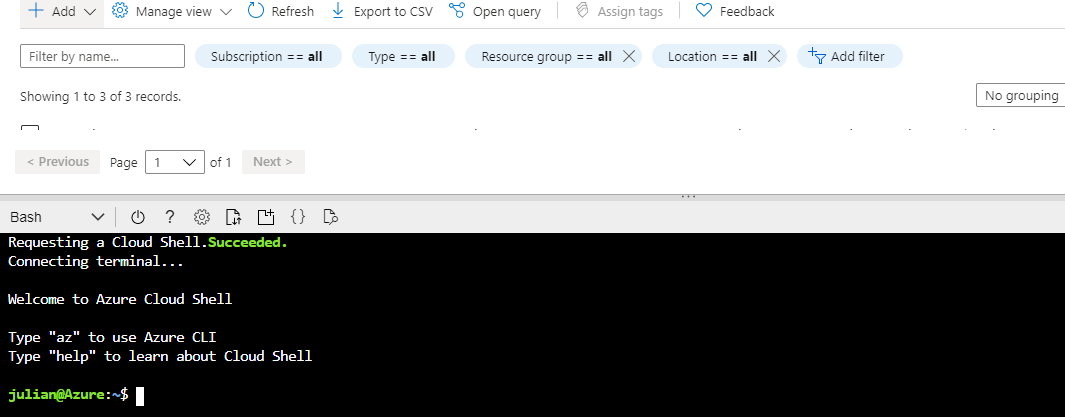 Add Manage view Refresh Export to CSV Open query Assign tags Feedback
Filter by name... Subscription == all Type == all Resource group == all Location == all Add filter
Showing 1 to 3 of 3 records. No grouping
< Previous Page 1 of 1 Next >
Bash ? {}
Requesting a Cloud Shell.Succeeded.
Connecting terminal...
Welcome to Azure Cloud Shell
Type "az" to use Azure CLI
Type "help" to learn about Cloud Shell
julian@Azure:~$